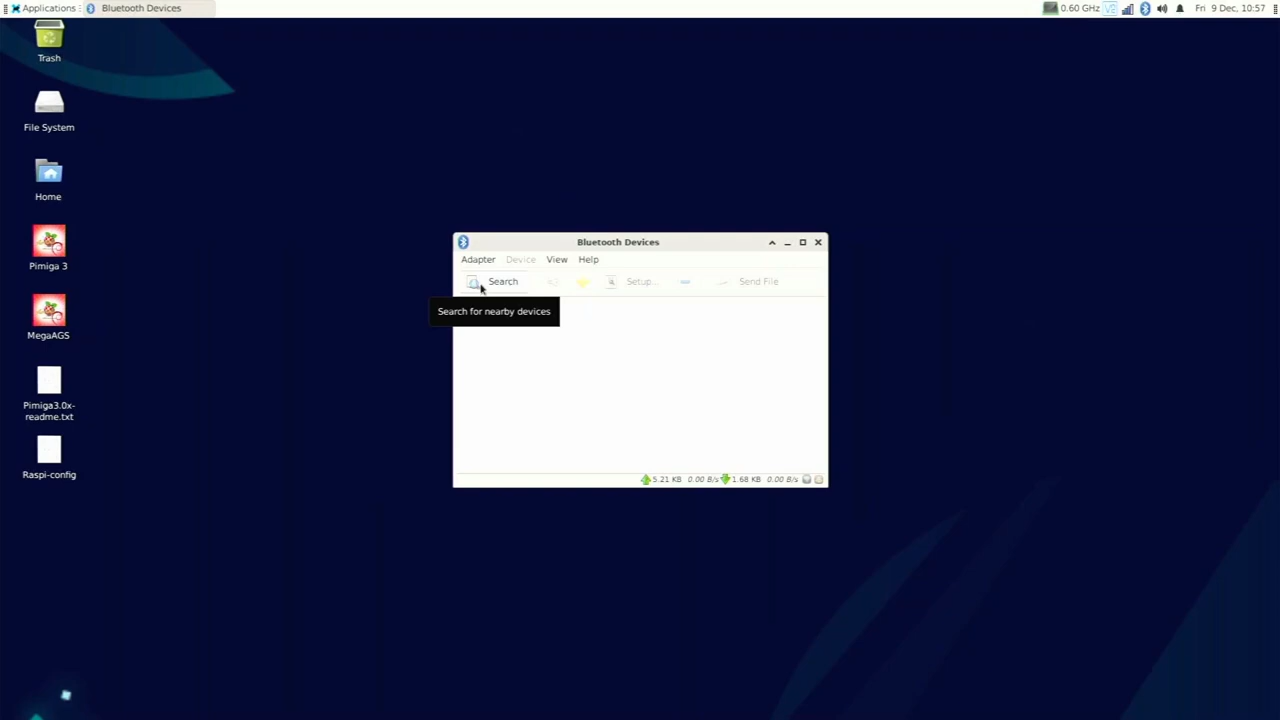 Applications
Bluetooth Devices
0.60 GHz
V2
Fri 9 Dec, 10:57
Trash
File System
Home
Pimiga 3
MegaAGS
Pimiga3.0x-
readme.txt
Raspi-config
Bluetooth Devices
Adapter Device View Help
Search Setup... Send File
Search for nearby devices
5.21 KB 0.00 B/s 1.68 KB 0.00 B/s